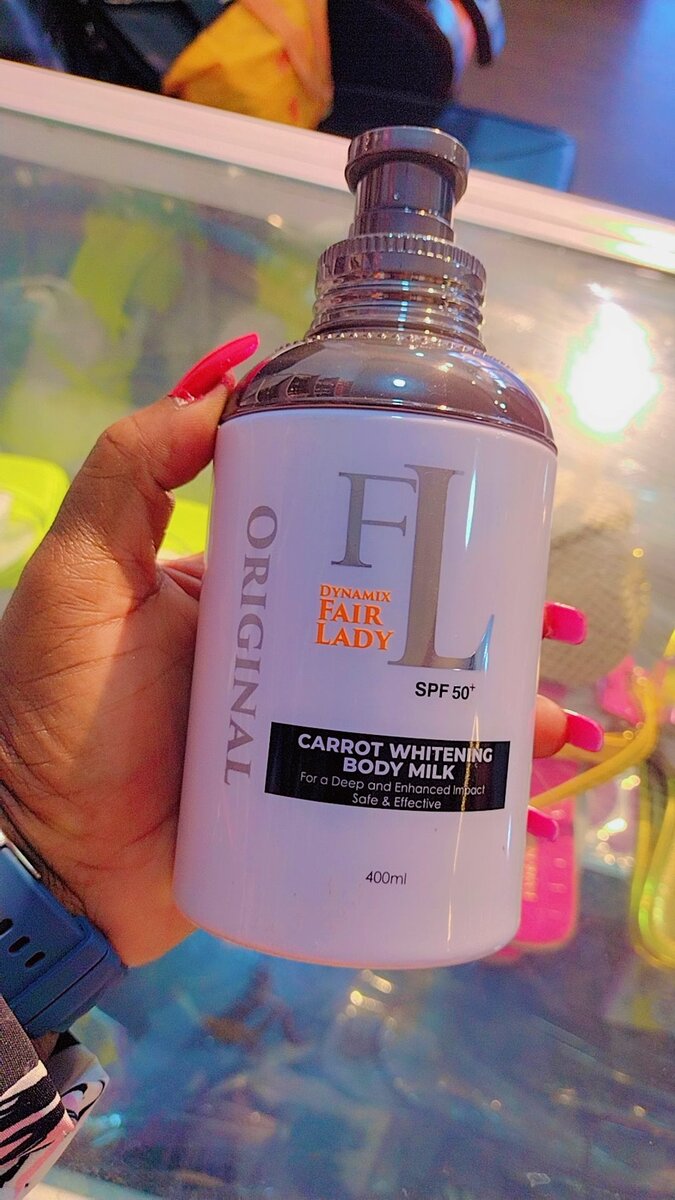 FL
DYNAMIX
FAIR
LADY
ORIGINAL
SPF 50+
CARROT WHITENING
BODY MILK
For a Deep and Enhanced Impact
Safe & Effective
400ml